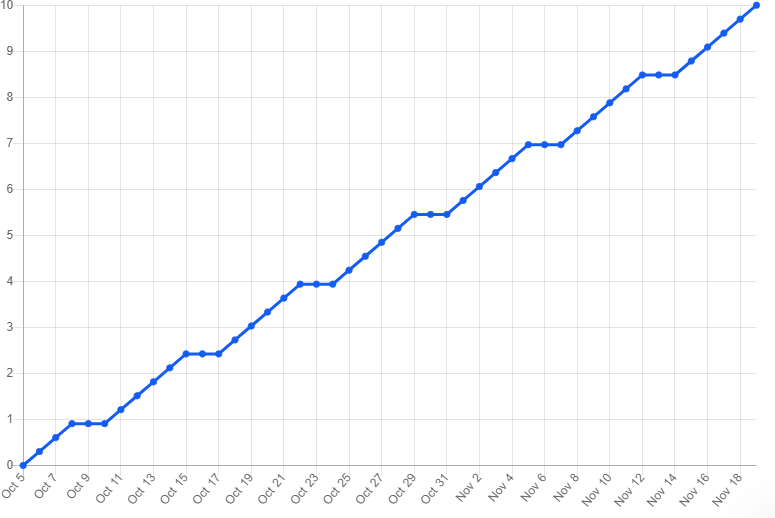 10
9
8
7
6
5
4
3
2
1
0
Oct 5
Oct 7
Oct 9
Oct 11
Oct 13
Oct 15
Oct 17
Oct 19
Oct 21
Oct 23
Oct 25
Oct 27
Oct 29
Oct 31
Nov 2
Nov 4
Nov 6
Nov 8
Nov 10
Nov 12
Nov 14
Nov 16
Nov 18